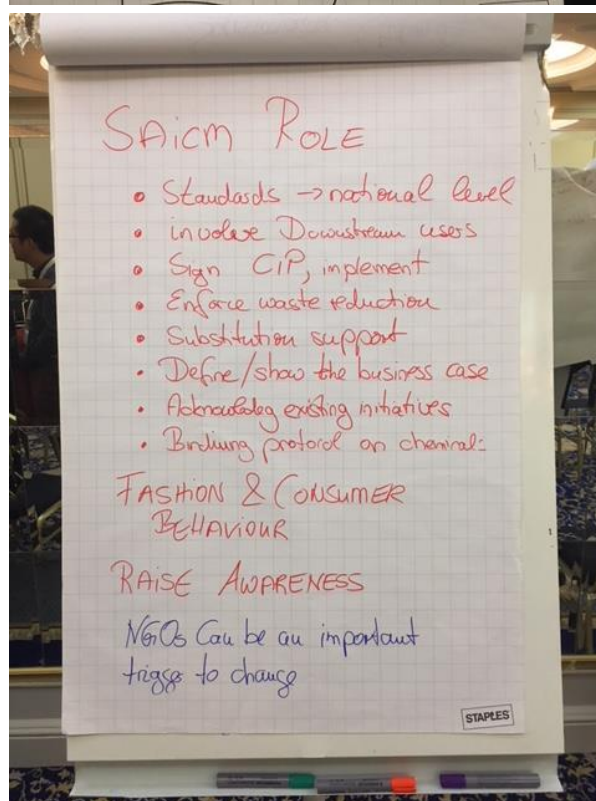 SAICM ROLE
• Standards → national level
• involve Downstream users
• Sign CiP, implement
• Enforce waste reduction
• Substitution support
• Define/show the business case
• Acknowledg existing initiatives
• Binding protocol on chemical:
FASHION & CONSUMER
BEHAVIOUR
RAISE AWARENESS
NGOs Can be an important
trigger to change
STAPLES